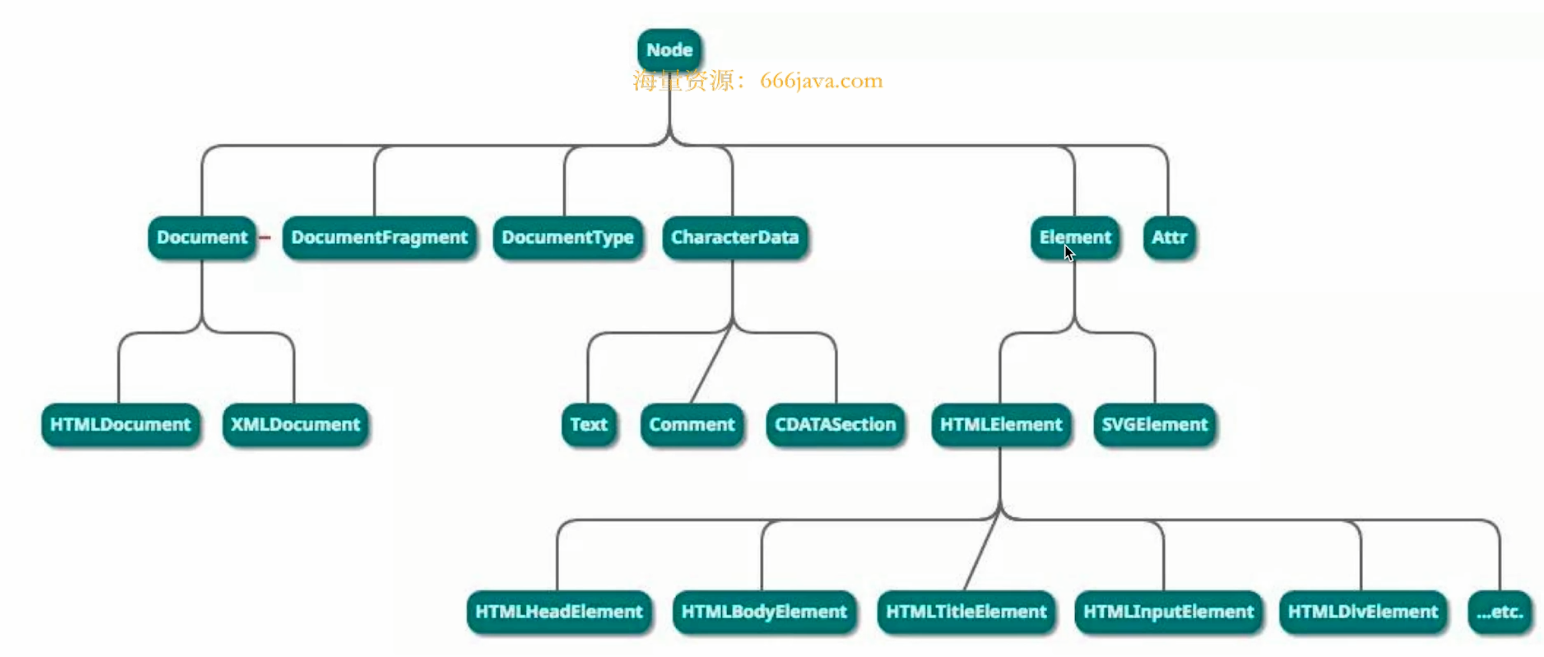 Node
海量资源：666java.com
Document
DocumentFragment
DocumentType
CharacterData
Element
Attr
HTMLDocument
XMLDocument
Text
Comment
CDATASection
HTMLElement
SVGElement
HTMLHeadElement
HTMLBodyElement
HTMLTitleElement
HTMLInputElement
HTMLDivElement
...etc.